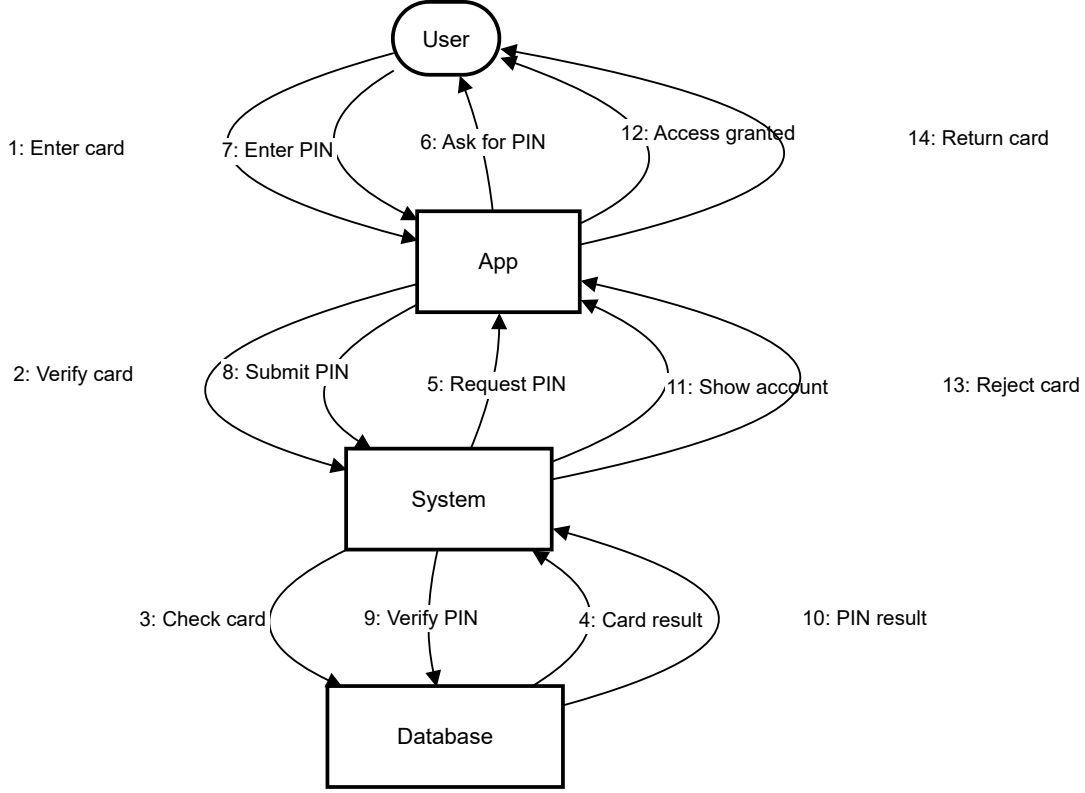 User
12: Access granted
14: Return card
6: Ask for PIN
1: Enter card
7: Enter PIN
App
8: Submit PIN
2: Verify card
5: Request PIN
11: Show account
13: Reject card
System
3: Check card
9: Verify PIN
4: Card result
10: PIN result
Database